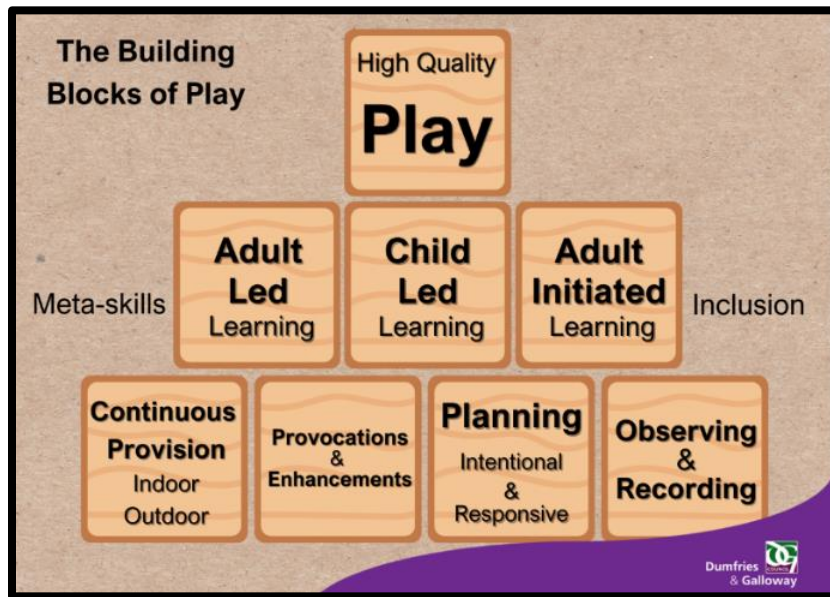 The Building
Blocks of Play
High Quality
Play
Adult
Led
Learning
Child
Led
Learning
Adult
Initiated
Learning
Meta-skills
Inclusion
Continuous
Provision
Indoor
Outdoor
Provocations
&
Enhancements
Planning
Intentional
&
Responsive
Observing
&
Recording
Dumfries
& Galloway
COUNCIL